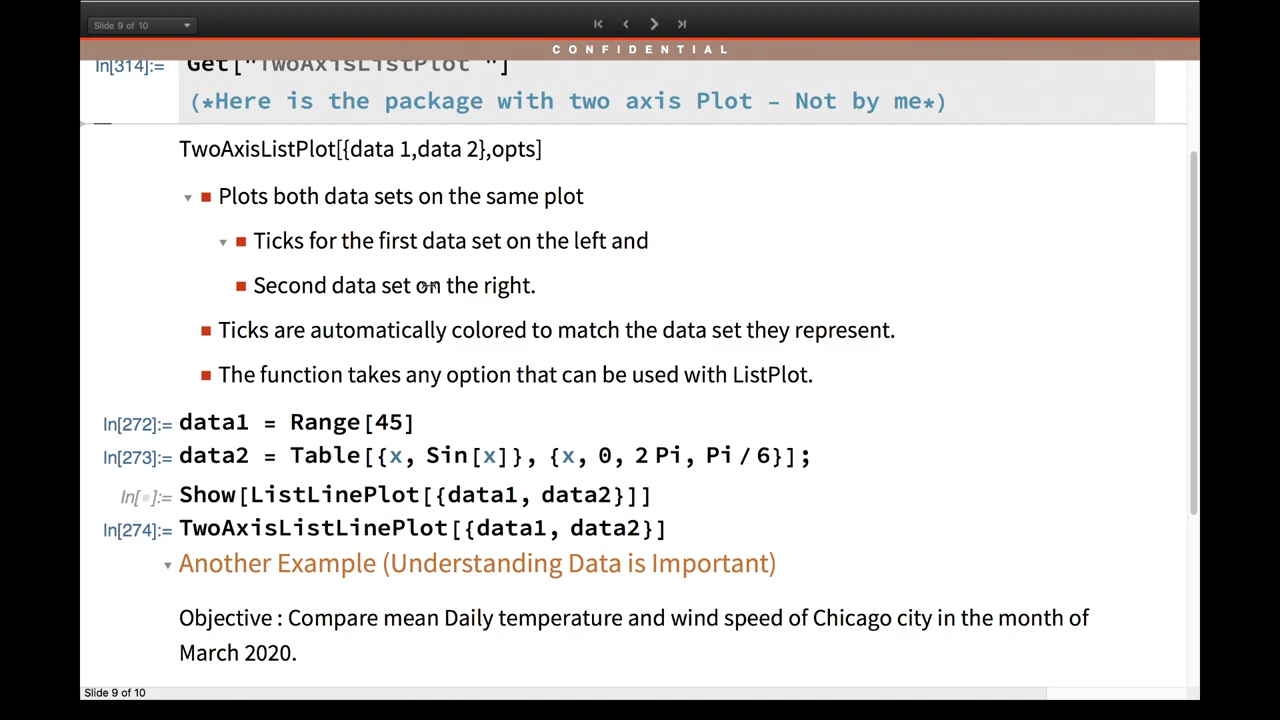 Slide 9 of 10
CONFIDENTIAL
In[314]:= Get["TwoAxisListPlot`"]
(*Here is the package with two axis Plot - Not by me*)
TwoAxisListPlot[{data 1,data 2},opts]
Plots both data sets on the same plot
Ticks for the first data set on the left and
Second data set on the right.
Ticks are automatically colored to match the data set they represent.
The function takes any option that can be used with ListPlot.
In[272]:= data1 = Range[45]
In[273]:= data2 = Table[{x, Sin[x]}, {x, 0, 2 Pi, Pi / 6}];
In[•]:= Show[ListLinePlot[{data1, data2}]]
In[274]:= TwoAxisListLinePlot[{data1, data2}]
Another Example (Understanding Data is Important)
Objective : Compare mean Daily temperature and wind speed of Chicago city in the month of
March 2020.
Slide 9 of 10